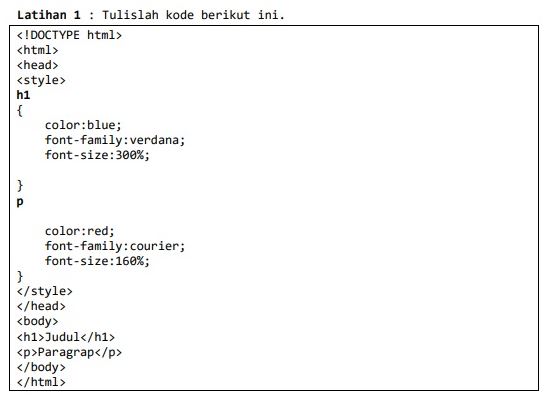 Latihan 1 : Tulislah kode berikut ini.
<!DOCTYPE html>
<html>
<head>
<style>
h1
{
    color:blue;
    font-family:verdana;
    font-size:300%;

}
p

    color:red;
    font-family:courier;
    font-size:160%;
}
</style>
</head>
<body>
<h1>Judul</h1>
<p>Paragrap</p>
</body>
</html>